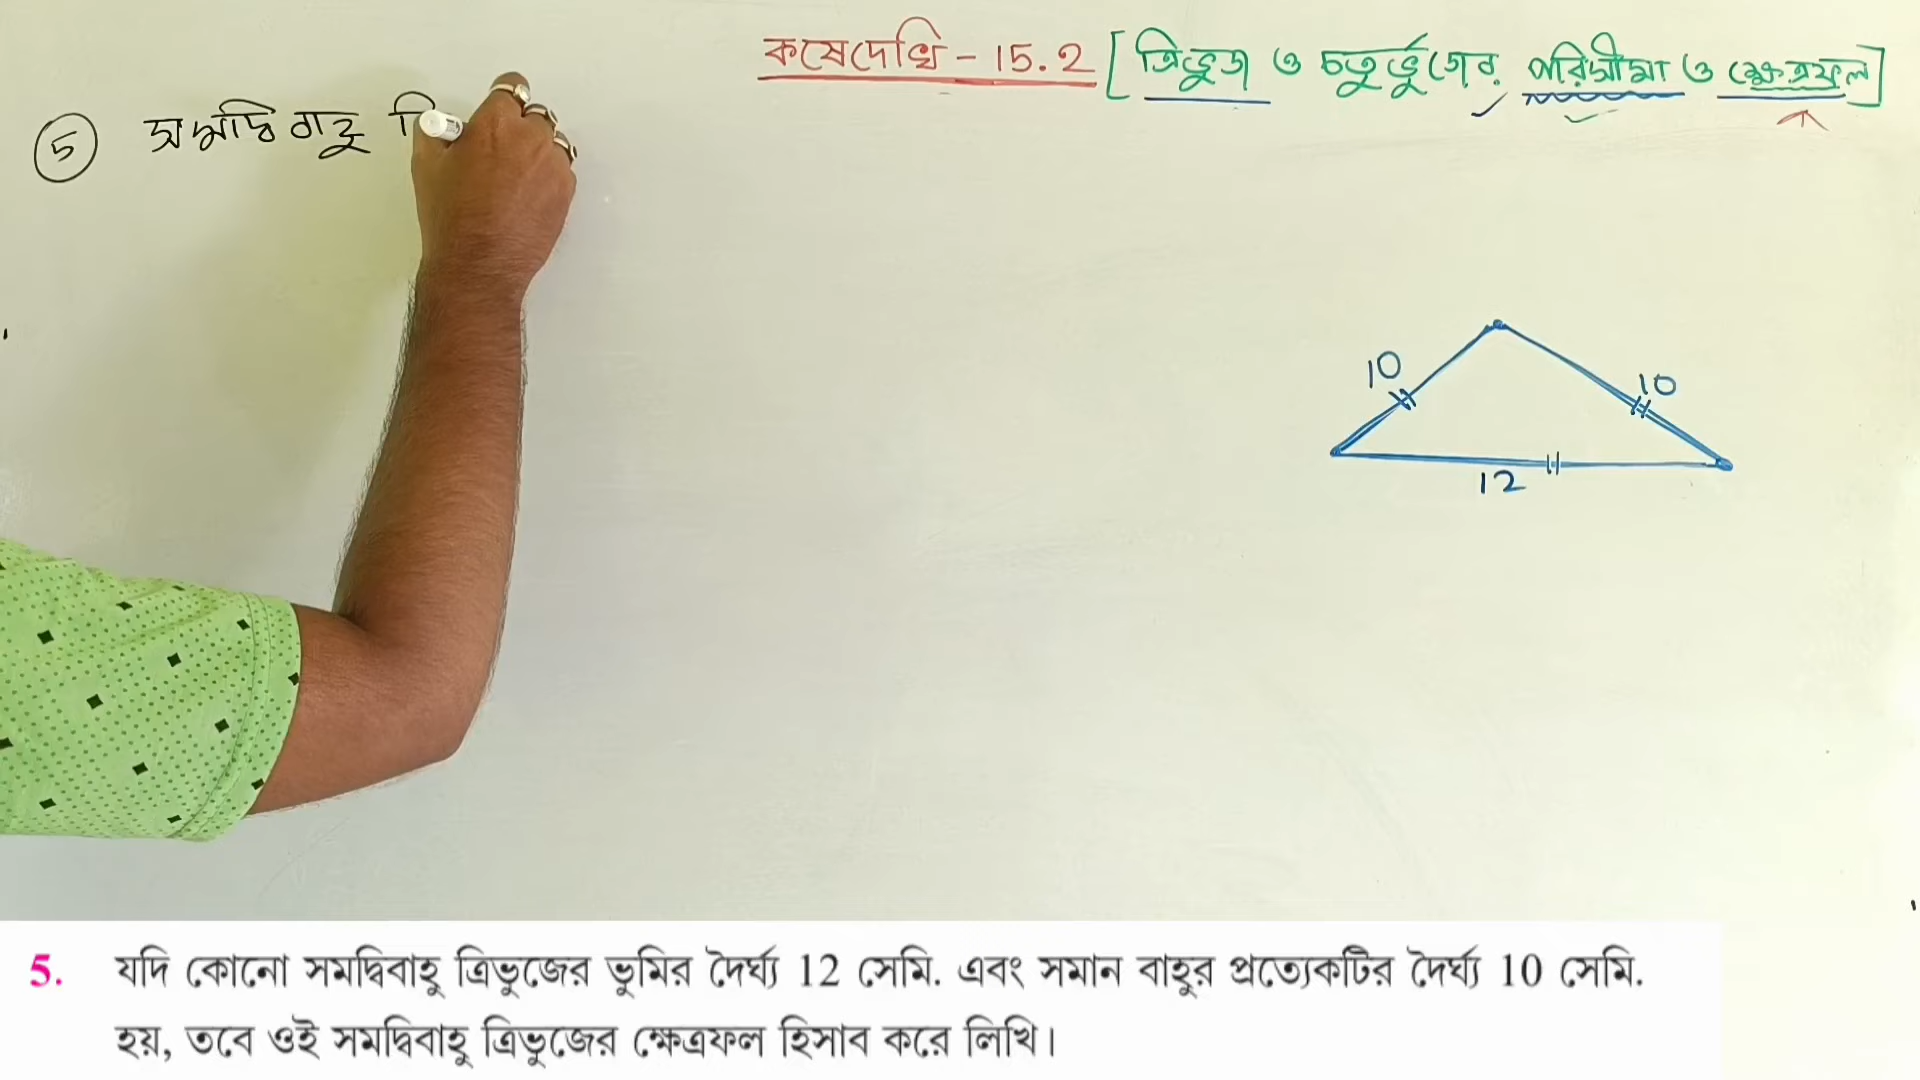 কষেদেখি - 15.2 [ত্রিভুজ ও চতুর্ভুজের পরিসীমা ও ক্ষেত্রফল]
⑤ সমদ্বিবাহু
10
10
12
5. যদি কোনো সমদ্বিবাহু ত্রিভুজের ভুমির দৈর্ঘ্য 12 সেমি. এবং সমান বাহুর প্রত্যেকটির দৈর্ঘ্য 10 সেমি.
হয়, তবে ওই সমদ্বিবাহু ত্রিভুজের ক্ষেত্রফল হিসাব করে লিখি।